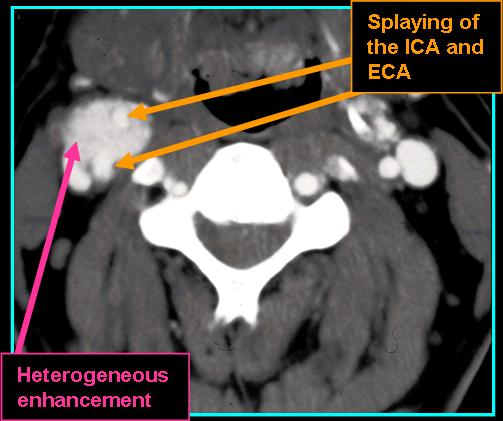 Splaying of
the ICA and
ECA
Heterogeneous
enhancement